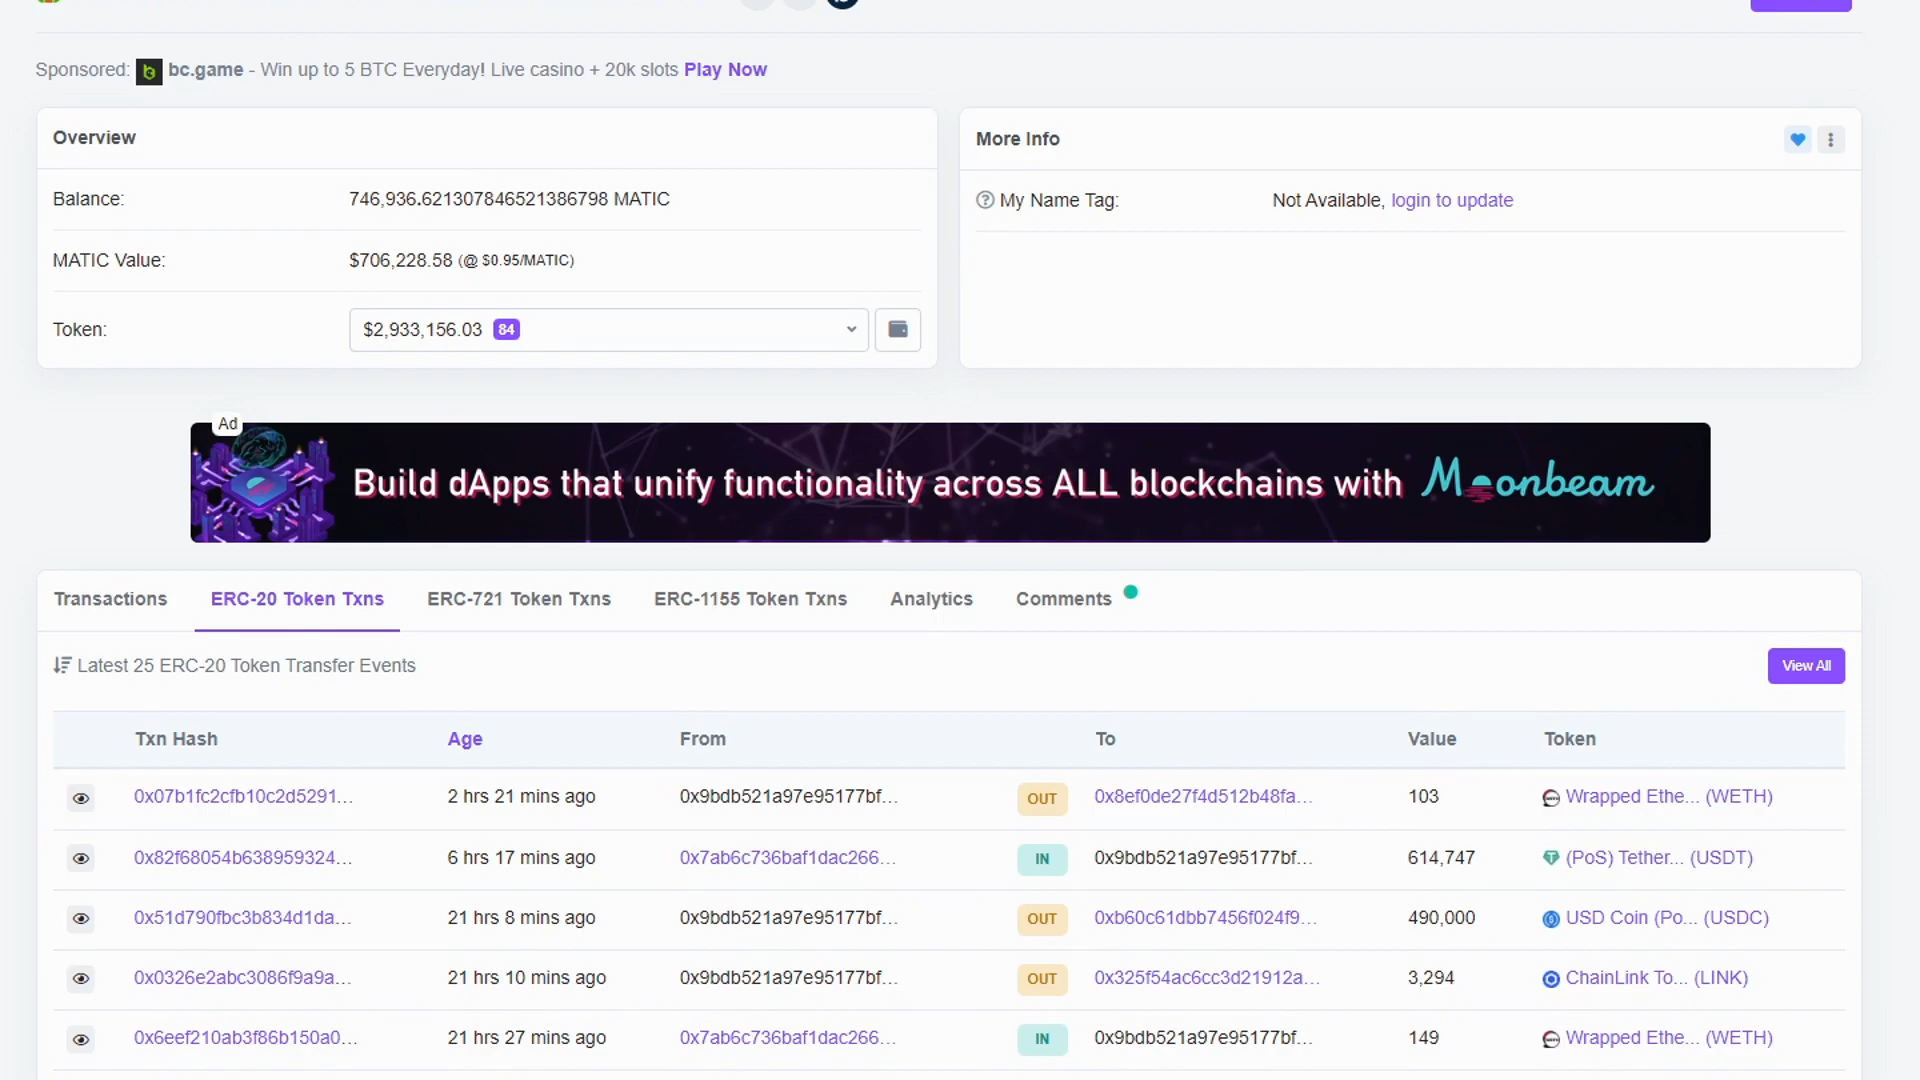 Sponsored: bc.game - Win up to 5 BTC Everyday! Live casino + 20k slots Play Now
Overview
Balance: 746,936.621307846521386798 MATIC
MATIC Value: $706,228.58 (@ $0.95/MATIC)
Token: $2,933,156.03 84
More Info
My Name Tag: Not Available, login to update
Ad
Build dApps that unify functionality across ALL blockchains with Moonbeam
Transactions ERC-20 Token Txns ERC-721 Token Txns ERC-1155 Token Txns Analytics Comments
Latest 25 ERC-20 Token Transfer Events View All
Txn Hash Age From To Value Token
0x07b1fc2cfb10c2d5291... 2 hrs 21 mins ago 0x9bdb521a97e95177bf... OUT 0x8ef0de27f4d512b48fa... 103 Wrapped Ethe... (WETH)
0x82f68054b638959324... 6 hrs 17 mins ago 0x7ab6c736baf1dac266... IN 0x9bdb521a97e95177bf... 614,747 (PoS) Tether... (USDT)
0x51d790fbc3b834d1da... 21 hrs 8 mins ago 0x9bdb521a97e95177bf... OUT 0xb60c61dbb7456f024f9... 490,000 USD Coin (Po... (USDC)
0x0326e2abc3086f9a9a... 21 hrs 10 mins ago 0x9bdb521a97e95177bf... OUT 0x325f54ac6cc3d21912a... 3,294 ChainLink To... (LINK)
0x6eef210ab3f86b150a0... 21 hrs 27 mins ago 0x7ab6c736baf1dac266... IN 0x9bdb521a97e95177bf... 149 Wrapped Ethe... (WETH)